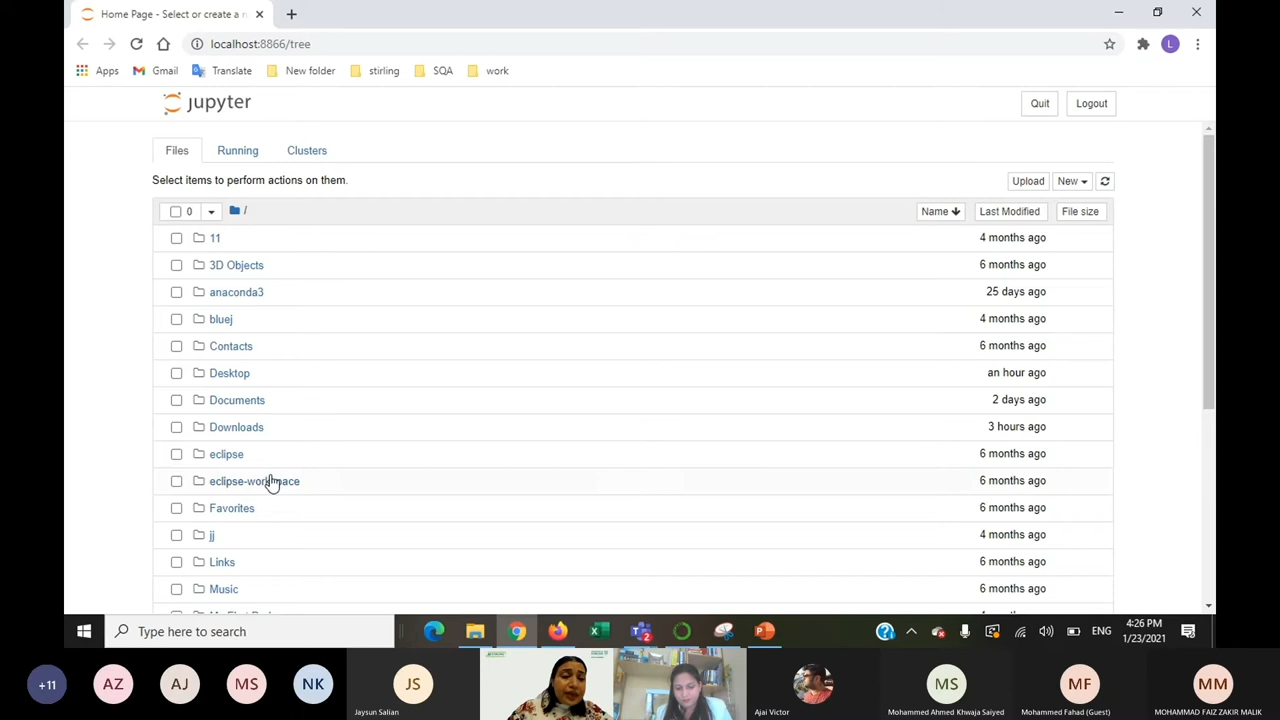 Home Page - Select or create a n
localhost:8866/tree
Apps Gmail Translate New folder stirling SQA work
jupyter Quit Logout
Files Running Clusters
Select items to perform actions on them. Upload New
0 / Name Last Modified File size
11 4 months ago
3D Objects 6 months ago
anaconda3 25 days ago
bluej 4 months ago
Contacts 6 months ago
Desktop an hour ago
Documents 2 days ago
Downloads 3 hours ago
eclipse 6 months ago
eclipse-workspace 6 months ago
Favorites 6 months ago
jj 4 months ago
Links 6 months ago
Music 6 months ago
Type here to search ENG 4:26 PM
1/23/2021
+11 AZ AJ MS NK JS MS MF MM
Jaysun Salian Ajai Victor Mohammed Ahmed Khwaja Saiyed Mohammed Fahad (Guest) MOHAMMAD FAIZ ZAKIR MALIK